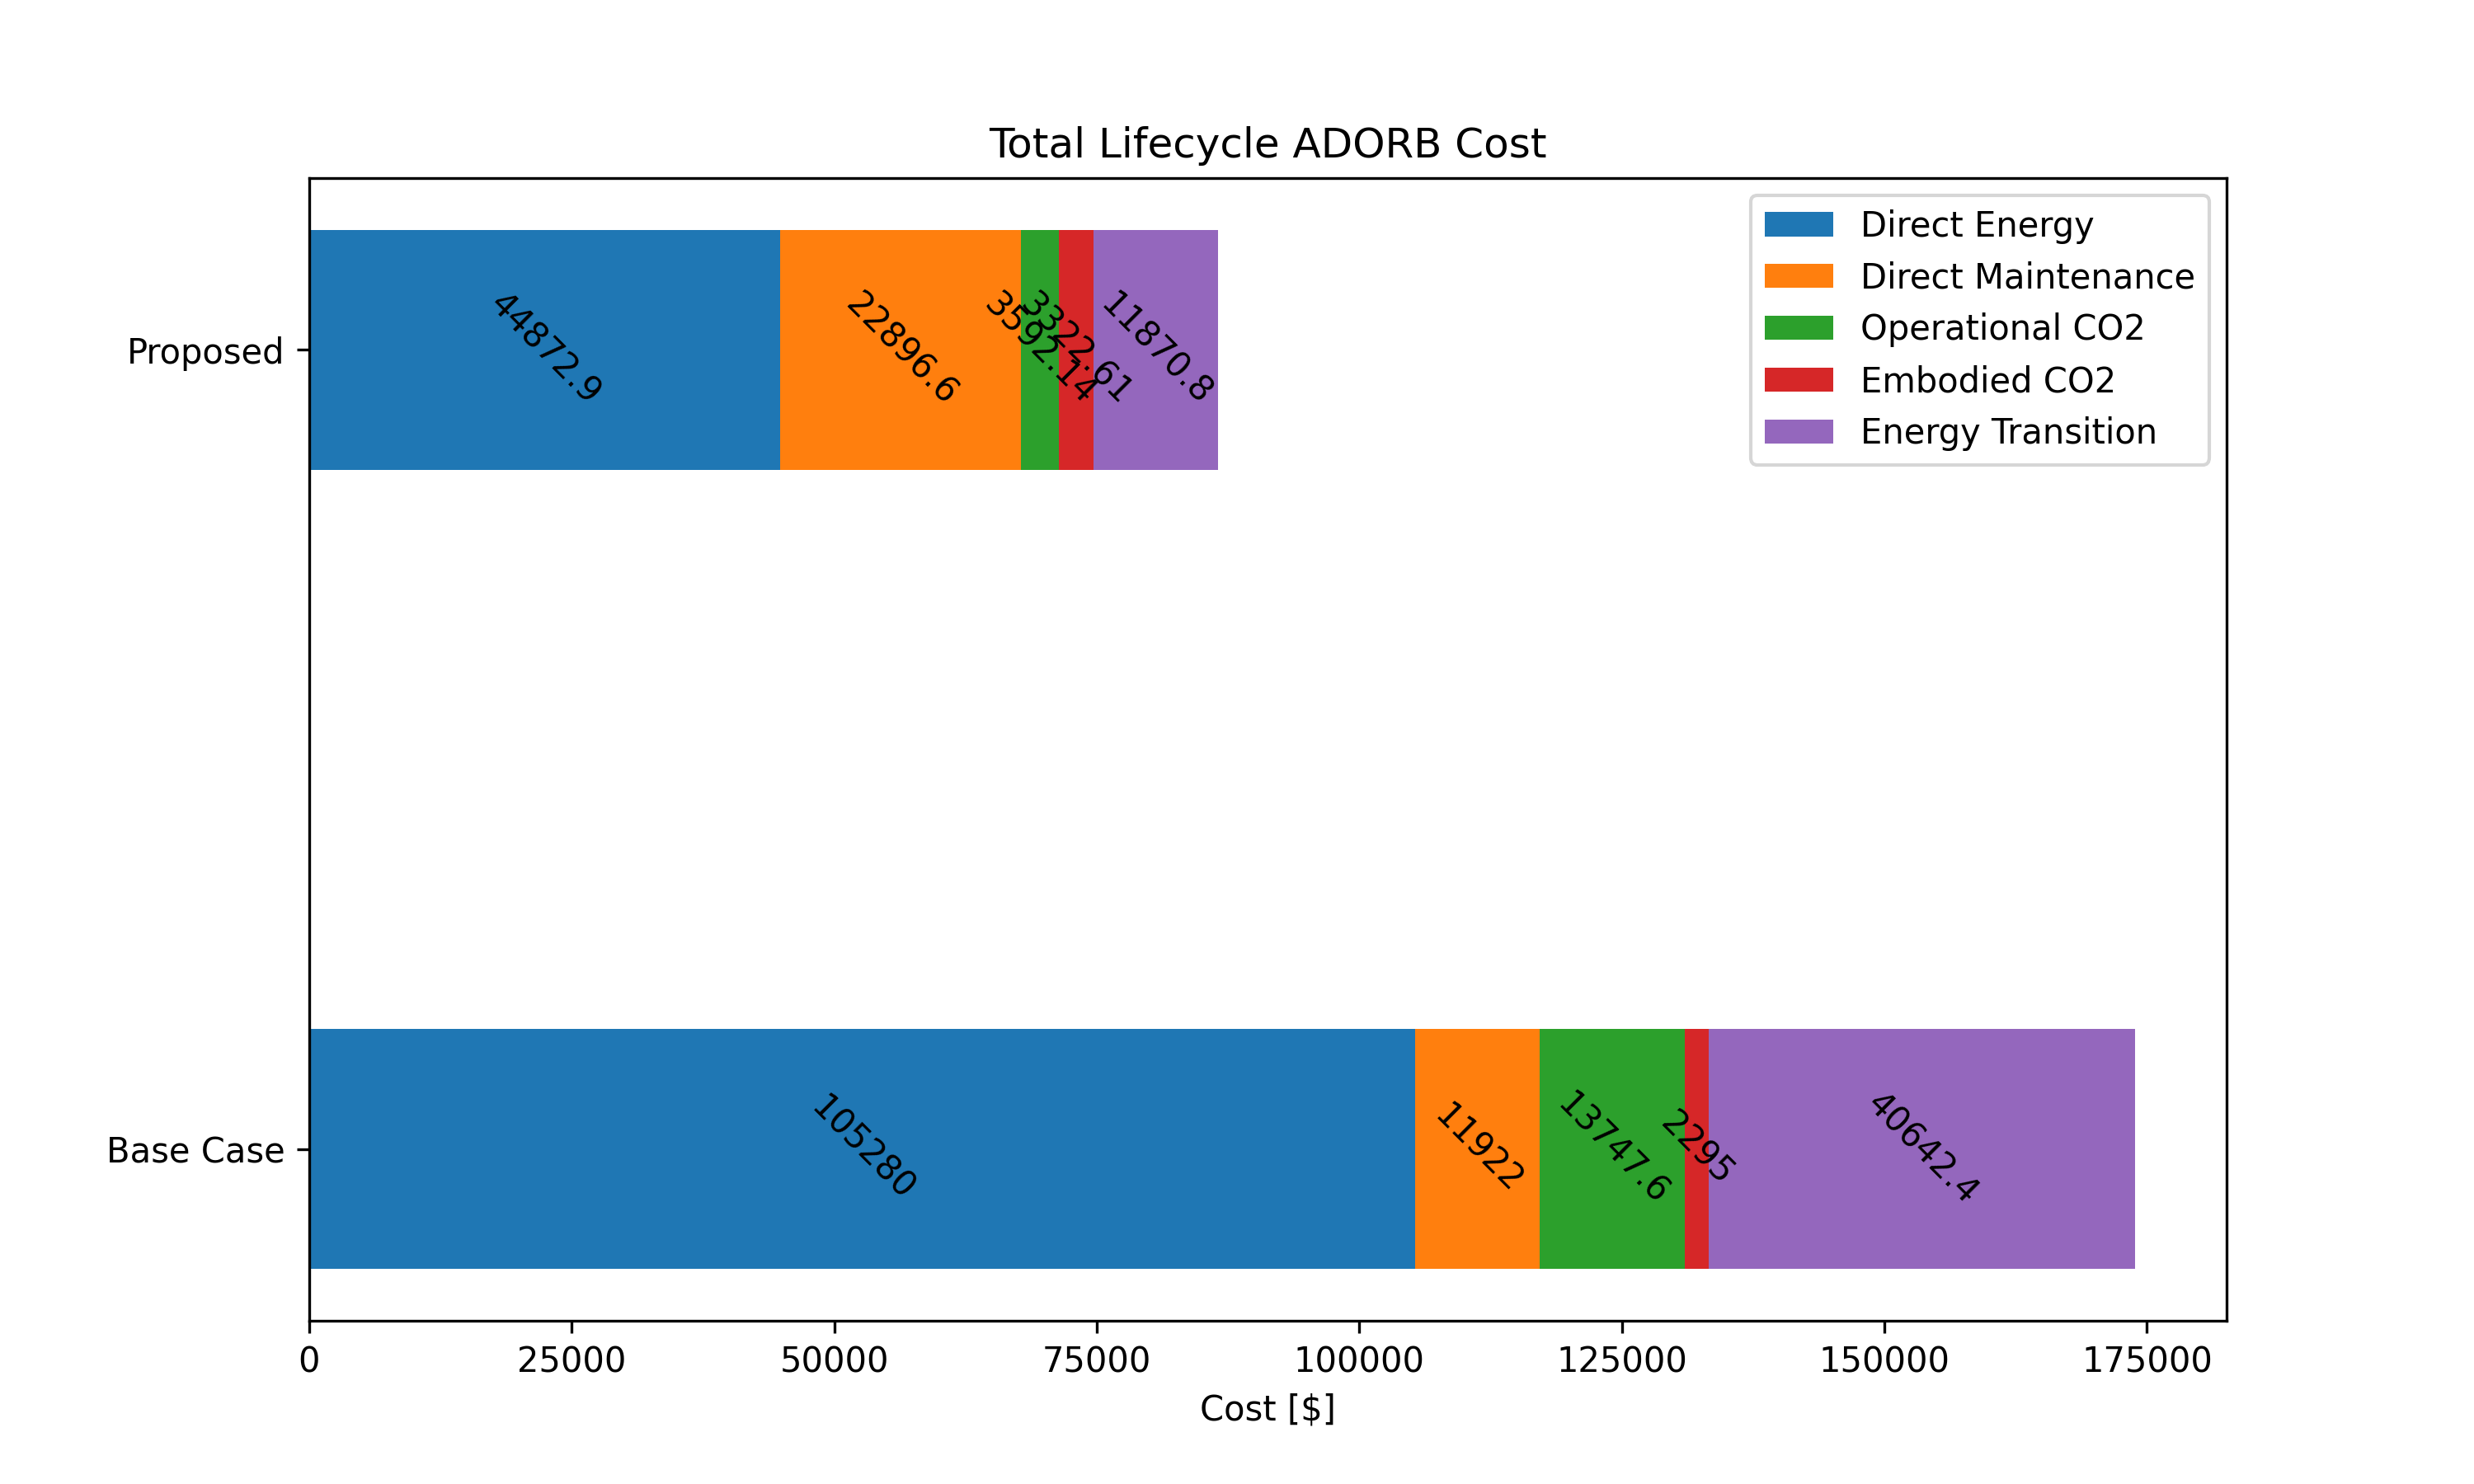 Total Lifecycle ADORB Cost
Direct Energy
Direct Maintenance
Operational CO2
Embodied CO2
Energy Transition
Proposed
44872.9
22896.6
3592.14
11870.8
Base Case
105280
11922
13747.6
2295
40642.4
0 25000 50000 75000 100000 125000 150000 175000
Cost [$]